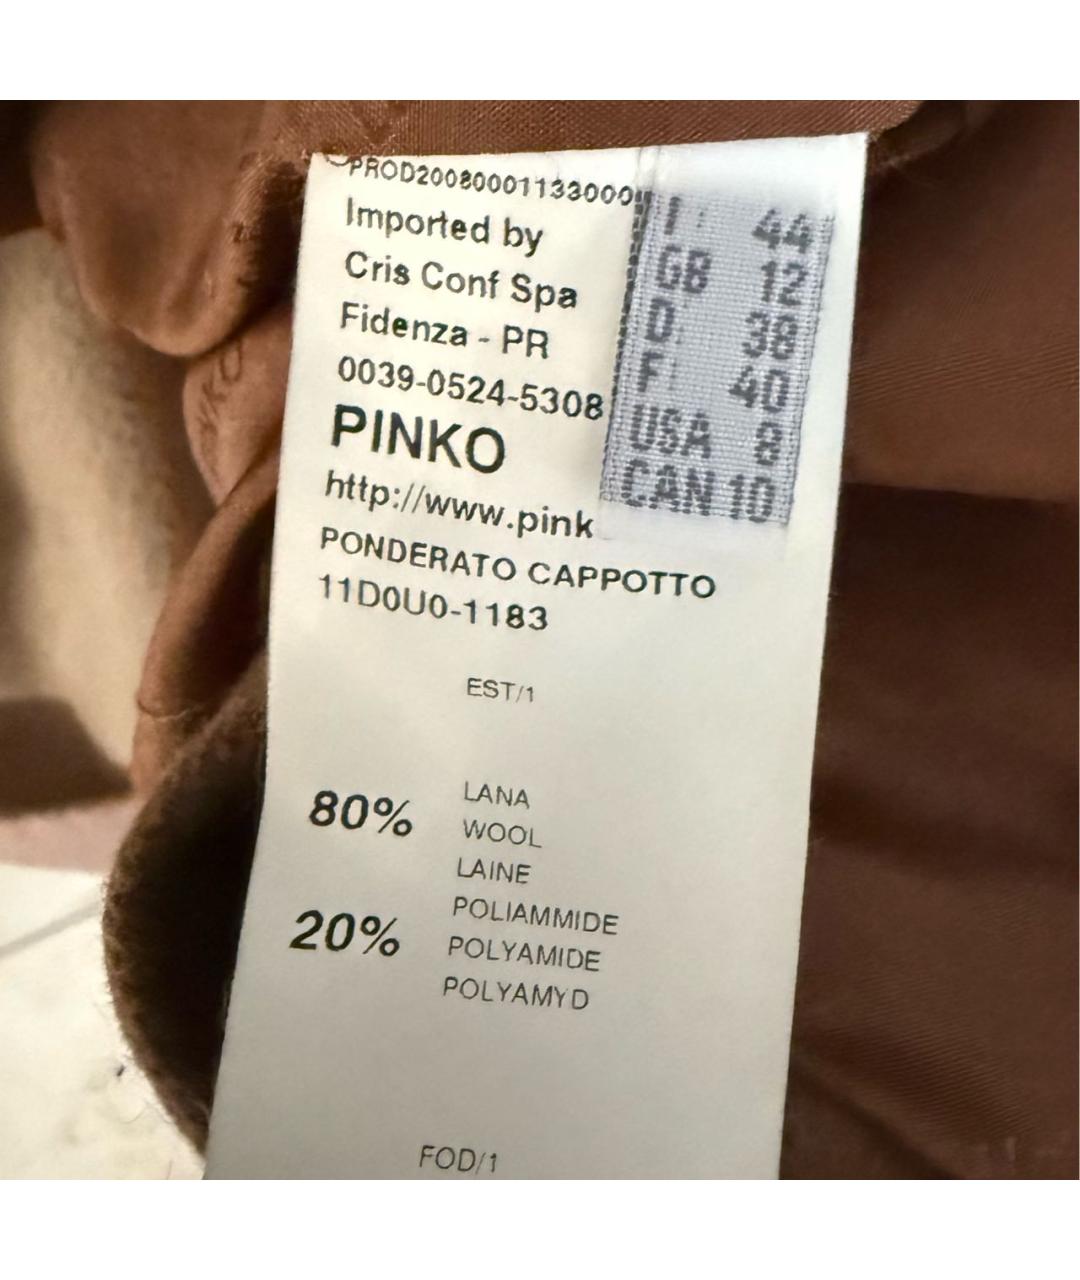 PROD20080001133000
Imported by
Cris Conf Spa
Fidenza - PR
0039-0524-5308
PINKO
http://www.pink
PONDERATO CAPPOTTO
11D0U0-1183
I: 44
GB 12
D: 38
F: 40
USA 8
CAN 10
EST/1
80% LANA
WOOL
LAINE
20% POLIAMMIDE
POLYAMIDE
POLYAMYD
FOD/1